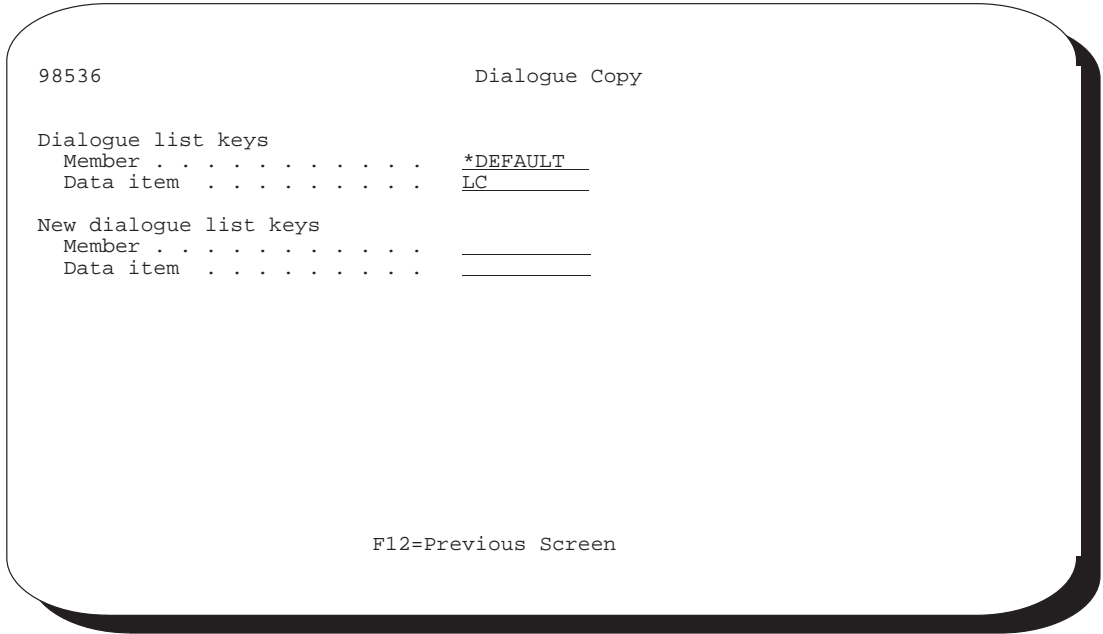 98536 Dialogue Copy
Dialogue list keys
Member . . . . . . . . . . . *DEFAULT
Data item . . . . . . . . . LC
New dialogue list keys
Member . . . . . . . . . . .
Data item . . . . . . . . .
F12=Previous Screen